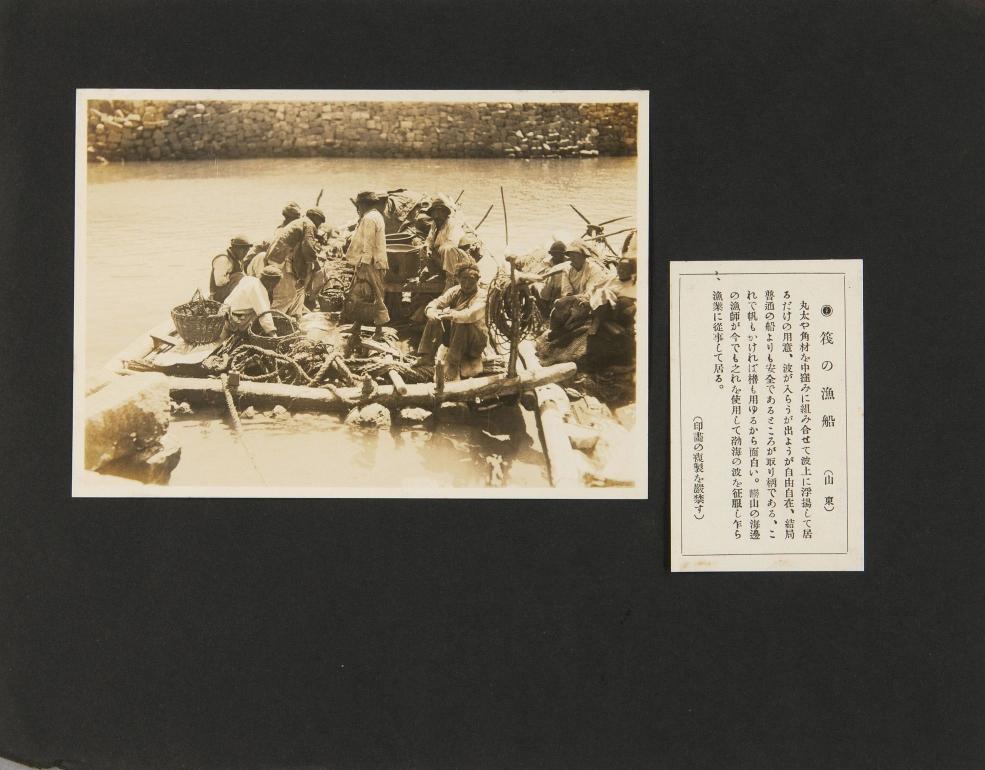 筏の漁船 (山東)
丸太や角材を中窪みに組み合せて波上に浮揚して居
るだけの用意、波が入らうが出ようが自由自在、結局
普通の船よりも安全であるところが取り柄である、こ
れで帆もかければ櫓も用ゆるから面白い。嶗山の海邊
の漁師が今でも之れを使用して渤海の波を征服し乍ら
漁業に從事して居る。
(印畵の複製を嚴禁す)